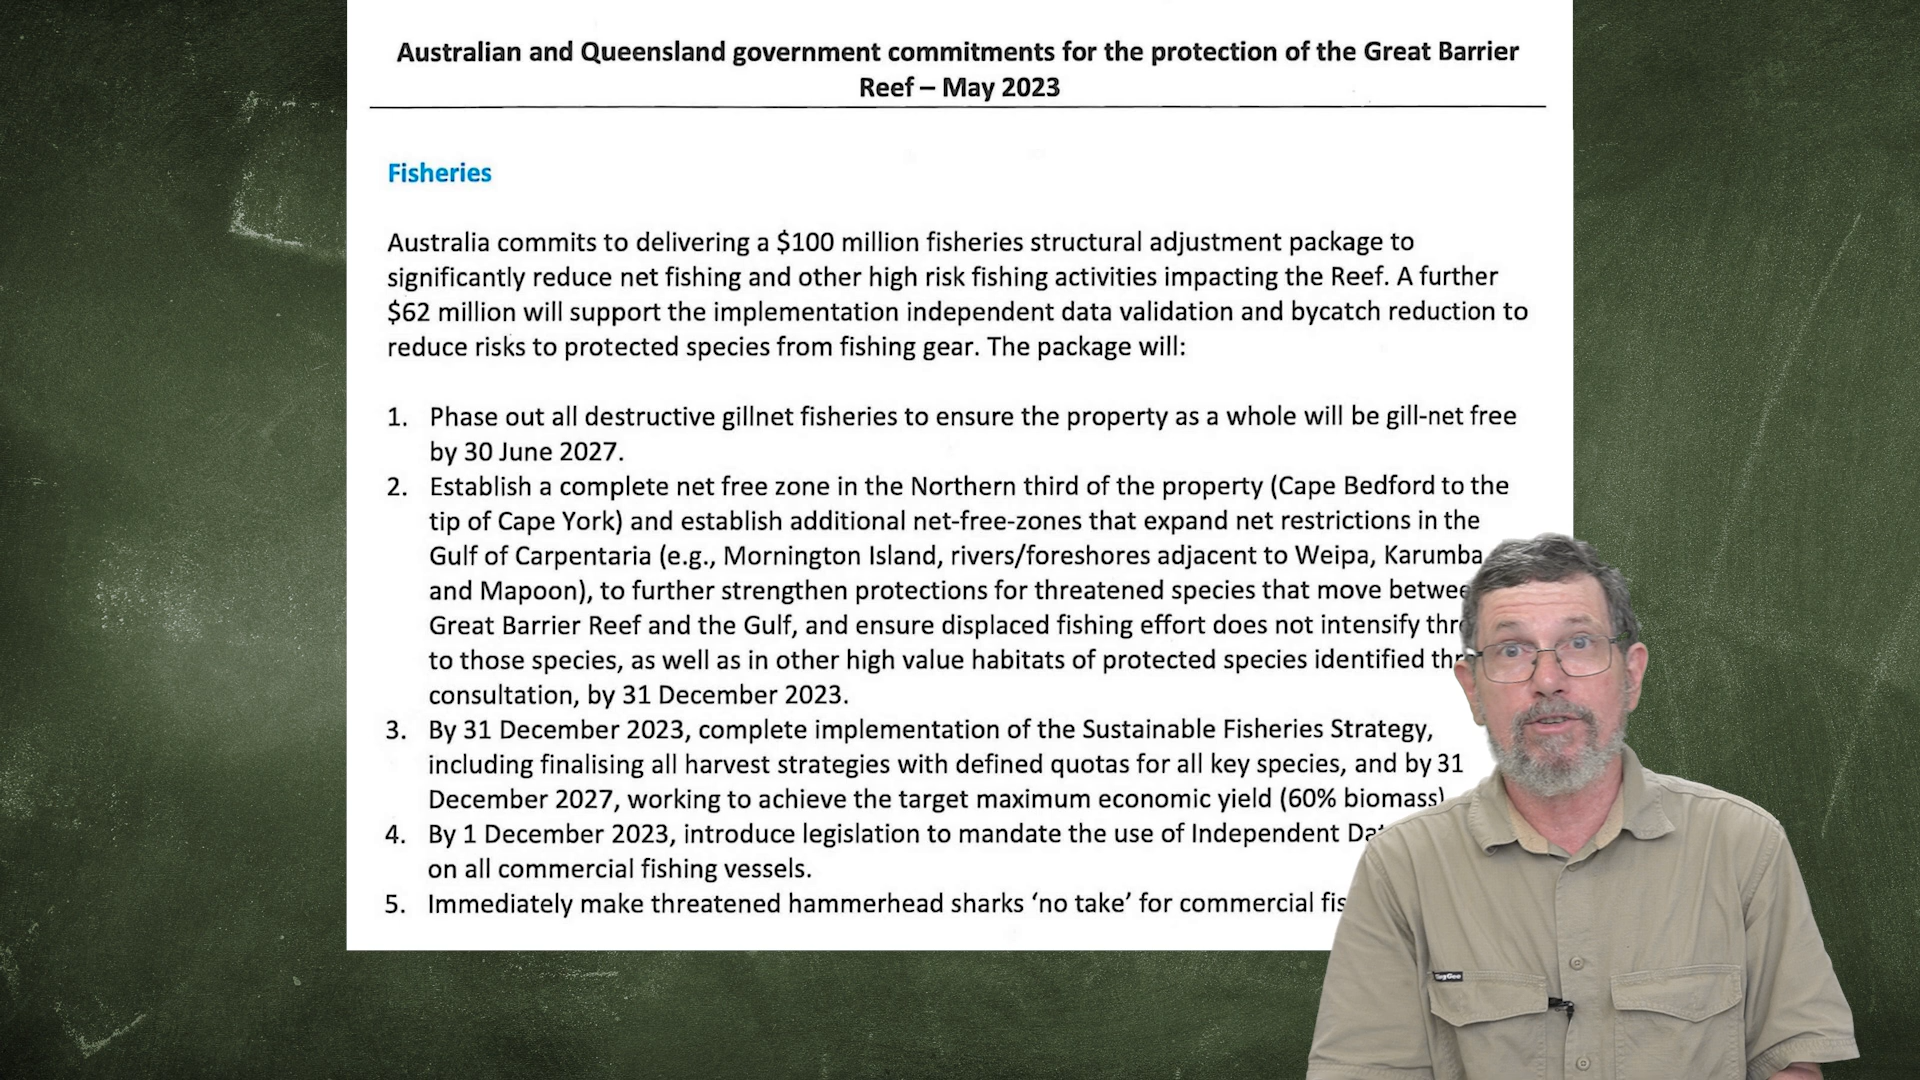 Australian and Queensland government commitments for the protection of the Great Barrier
Reef – May 2023
Fisheries
Australia commits to delivering a $100 million fisheries structural adjustment package to
significantly reduce net fishing and other high risk fishing activities impacting the Reef. A further
$62 million will support the implementation independent data validation and bycatch reduction to
reduce risks to protected species from fishing gear. The package will:
1. Phase out all destructive gillnet fisheries to ensure the property as a whole will be gill-net free
by 30 June 2027.
2. Establish a complete net free zone in the Northern third of the property (Cape Bedford to the
tip of Cape York) and establish additional net-free-zones that expand net restrictions in the
Gulf of Carpentaria (e.g., Mornington Island, rivers/foreshores adjacent to Weipa, Karumba
and Mapoon), to further strengthen protections for threatened species that move
Great Barrier Reef and the Gulf, and ensure displaced fishing effort does not intensify
to those species, as well as in other high value habitats of protected species identified
consultation, by 31 December 2023.
3. By 31 December 2023, complete implementation of the Sustainable Fisheries Strategy,
including finalising all harvest strategies with defined quotas for all key species, and by 31
December 2027, working to achieve the target maximum economic yield (60% biomass)
4. By 1 December 2023, introduce legislation to mandate the use of Independent
on all commercial fishing vessels.
5. Immediately make threatened hammerhead sharks ‘no take’ for commercial